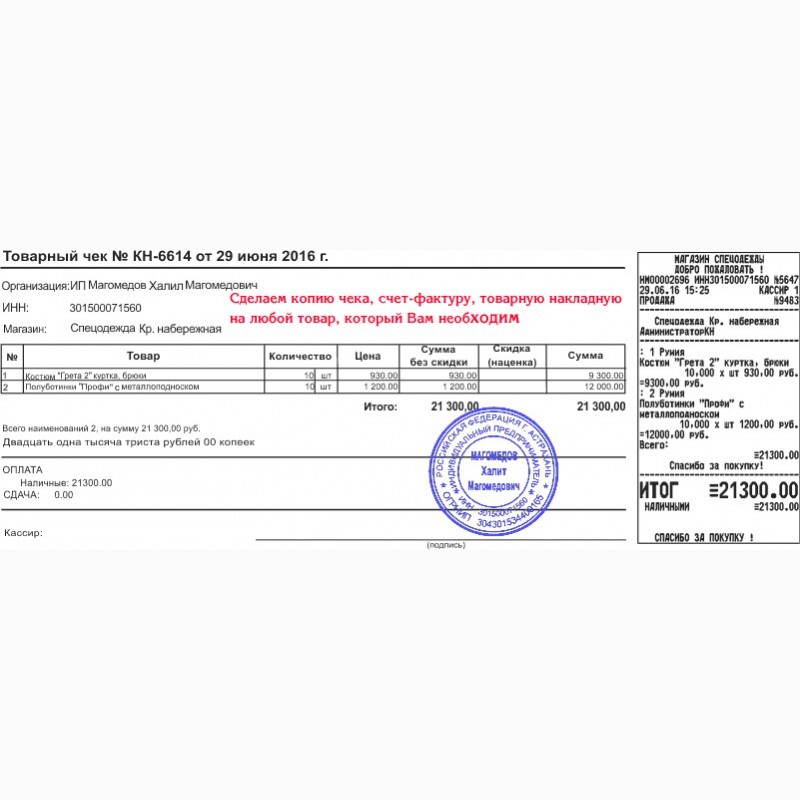 Товарный чек № КН-6614 от 29 июня 2016 г.
Организация:ИП Магомедов Халил Магомедович
Сделаем копию чека, счет-фактуру, товарную накладную
на любой товар, который Вам необХОДИМ
ИНН: 301500071560
Магазин: Спецодежда Кр. набережная
№ Товар Количество Цена Сумма без скидки Скидка (наценка) Сумма
1 Костюм "Грета 2" куртка, брюки 10 шт 930.00 930.00 9 300.00
2 Полуботинки "Профи" с металлоподноском 10 шт 1 200.00 1 200.00 12 000.00
Итого: 21 300,00 21 300,00
Всего наименований 2, на сумму 21 300,00 руб.
Двадцать одна тысяча триста рублей 00 копеек
ОПЛАТА
Наличные: 21300.00
СДАЧА: 0.00
Кассир:
(подпись)
РОССИЙСКАЯ ФЕДЕРАЦИЯ Г. АСТРАХАНЬ
ИНДИВИДУАЛЬНЫЙ ПРЕДПРИНИМАТЕЛЬ
МАГОМЕДОВ
Халит
Магомедович
ИНН 301500071560
ОГРНИП 304301534400165
МАГАЗИН СПЕЦОДЕЖДЫ
ДОБРО ПОЖАЛОВАТЬ !
НМ00002696 ИНН301500071560 №5647
29.06.16 15:25 КАССИР 1
ПРОДАЖА №9483
Спецодежда Кр. набережная
АдминистраторКН
: 1 Руния
Костюм "Грета 2" куртка, брюки
10,000 х шт 930,00 руб.
=9300,00 руб.
: 2 Руния
Полуботинки "Профи" с
металлоподноском
10,000 х шт 1200,00 руб.
=12000,00 руб.
Всего:
≡21300.00
Спасибо за покупку!
ИТОГ ≡21300.00
НАЛИЧНЫМИ ≡21300.00
СПАСИБО ЗА ПОКУПКУ !